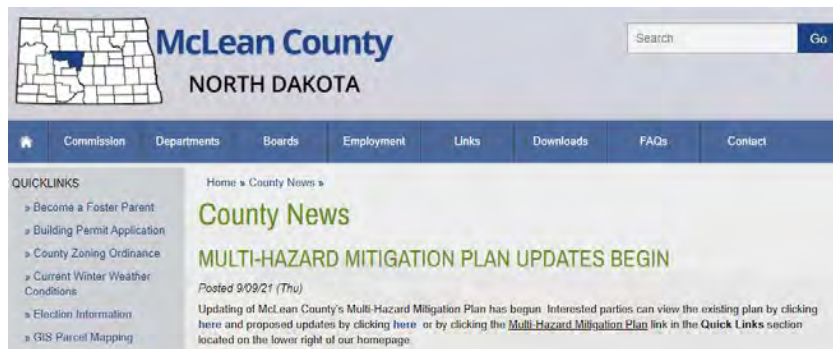 McLean County
NORTH DAKOTA
Search
Go
Commission
Departments
Boards
Employment
Links
Downloads
FAQs
Contact
QUICKLINKS
» Become a Foster Parent
» Building Permit Application
» County Zoning Ordinance
» Current Winter Weather
Conditions
» Election Information
» GIS Parcel Mapping
Home » County News »
County News
MULTI-HAZARD MITIGATION PLAN UPDATES BEGIN
Posted 9/09/21 (Thu)
Updating of McLean County's Multi-Hazard Mitigation Plan has begun. Interested parties can view the existing plan by clicking
here and proposed updates by clicking here or by clicking the Multi-Hazard Mitigation Plan link in the Quick Links section
located on the lower right of our homepage.